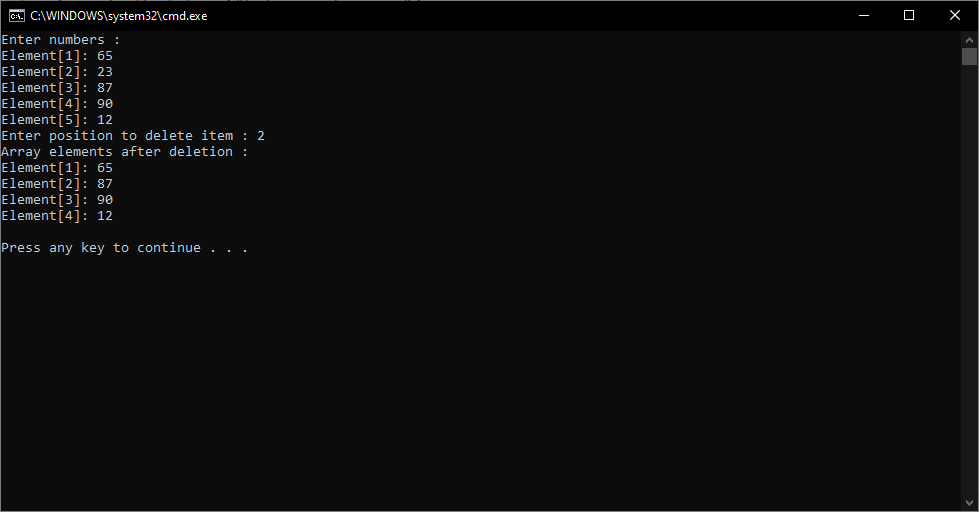 C:\WINDOWS\system32\cmd.exe
Enter numbers :
Element[1]: 65
Element[2]: 23
Element[3]: 87
Element[4]: 90
Element[5]: 12
Enter position to delete item : 2
Array elements after deletion :
Element[1]: 65
Element[2]: 87
Element[3]: 90
Element[4]: 12
Press any key to continue . . .